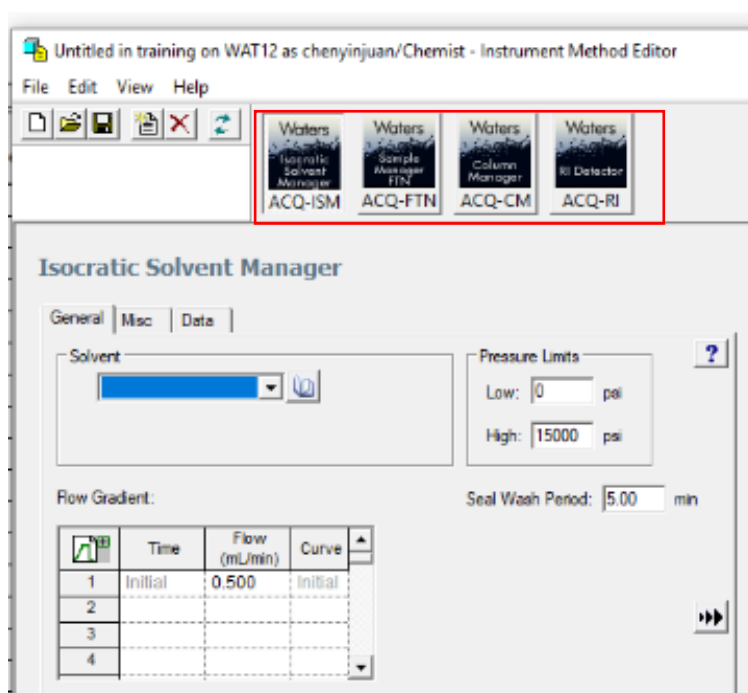 Untitled in training on WAT12 as chenyinjuan/Chemist - Instrument Method Editor
File Edit View Help
Waters Waters Waters Waters
Isocratic Solvent Manager Sample Manager FTN Column Manager RI Detector
ACQ-ISM ACQ-FTN ACQ-CM ACQ-RI
Isocratic Solvent Manager
General Misc Data
Solvent Pressure Limits ?
Low: 0 psi
High: 15000 psi
Flow Gradient: Seal Wash Period: 5.00 min
Time Flow (mL/min) Curve
1 Initial 0.500 Initial
2
3
4